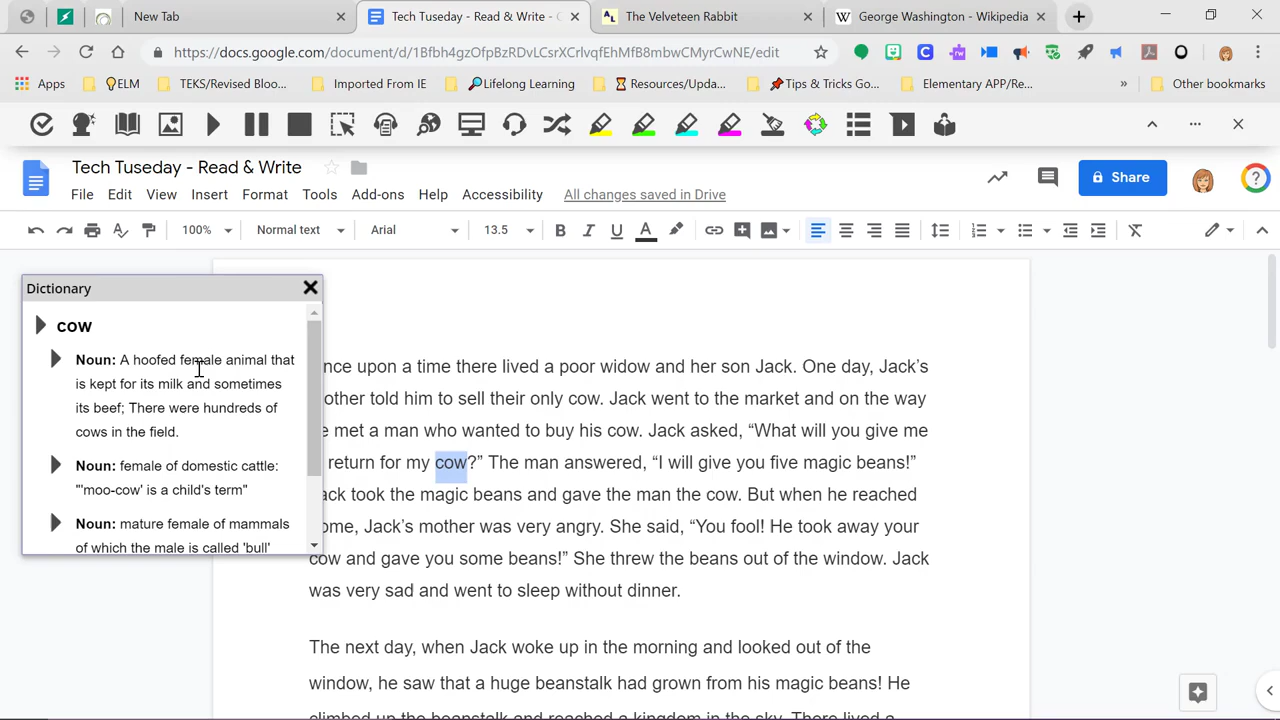 New Tab
Tech Tuseday - Read & Write -
The Velveteen Rabbit
George Washington - Wikipedia
https://docs.google.com/document/d/1Bfbh4gzOfpBzRDvLCsrXCrlvqfEhMfB8mbwCMyrCwNE/edit
Apps
ELM
TEKS/Revised Bloo...
Imported From IE
Lifelong Learning
Resources/Upda...
Tips & Tricks Go...
Elementary APP/Re...
Other bookmarks
Tech Tuseday - Read & Write
File Edit View Insert Format Tools Add-ons Help Accessibility All changes saved in Drive
Share
100% Normal text Arial 13.5
Dictionary
cow
Noun: A hoofed female animal that
is kept for its milk and sometimes
its beef; There were hundreds of
cows in the field.
Noun: female of domestic cattle:
"'moo-cow' is a child's term"
Noun: mature female of mammals
of which the male is called 'bull'
nce upon a time there lived a poor widow and her son Jack. One day, Jack's
other told him to sell their only cow. Jack went to the market and on the way
e met a man who wanted to buy his cow. Jack asked, “What will you give me
return for my cow?” The man answered, “I will give you five magic beans!”
ack took the magic beans and gave the man the cow. But when he reached
ome, Jack's mother was very angry. She said, “You fool! He took away your
cow and gave you some beans!” She threw the beans out of the window. Jack
was very sad and went to sleep without dinner.
The next day, when Jack woke up in the morning and looked out of the
window, he saw that a huge beanstalk had grown from his magic beans! He
climbed up the beanstalk and reached a kingdom in the sky. There lived a